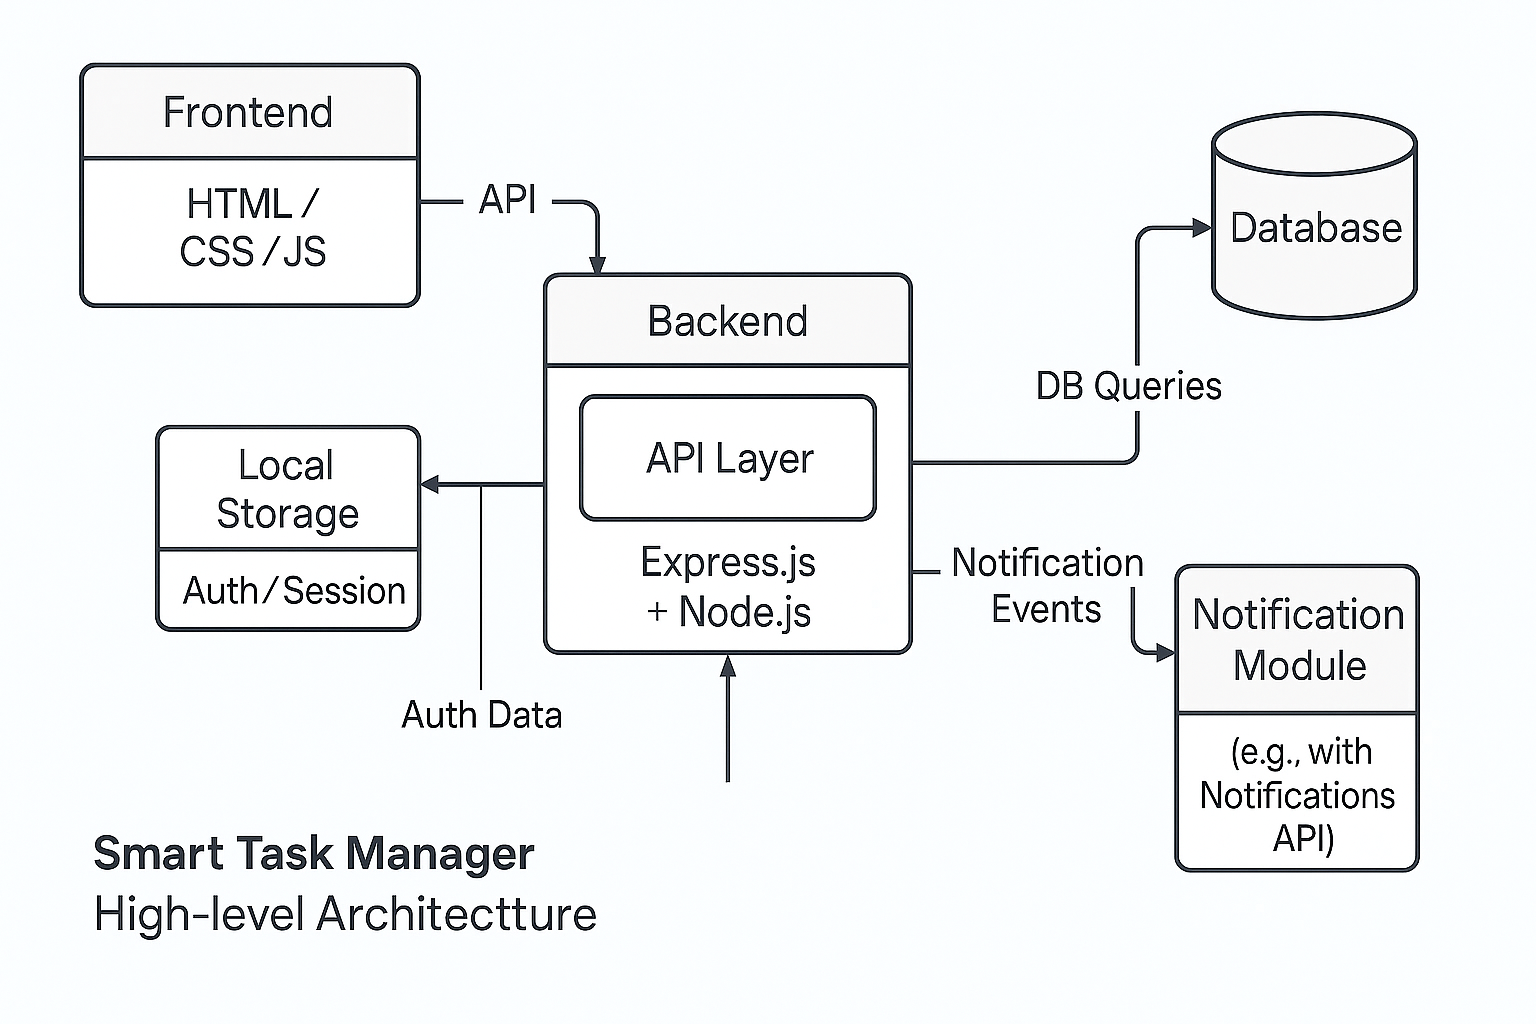 Frontend
HTML /
CSS / JS
API
Backend
API Layer
Express.js
+ Node.js
Database
DB Queries
Local
Storage
Auth/Session
Auth Data
Notification
Events
Notification
Module
(e.g., with
Notifications
API)
Smart Task Manager
High-level Architectture